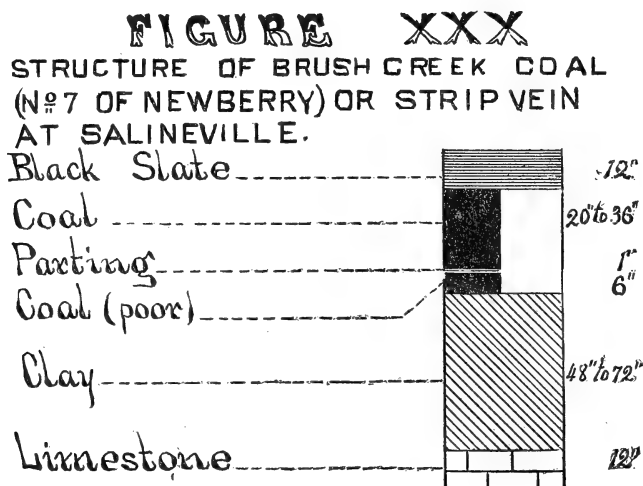 FIGURE XXX
STRUCTURE OF BRUSH CREEK COAL
(Nº 7 OF NEWBERRY) OR STRIP VEIN
AT SALINEVILLE.
Black Slate 12"
Coal 20" to 36"
Parting 1"
Coal (poor) 6"
Clay 48" to 72"
Limestone 12"